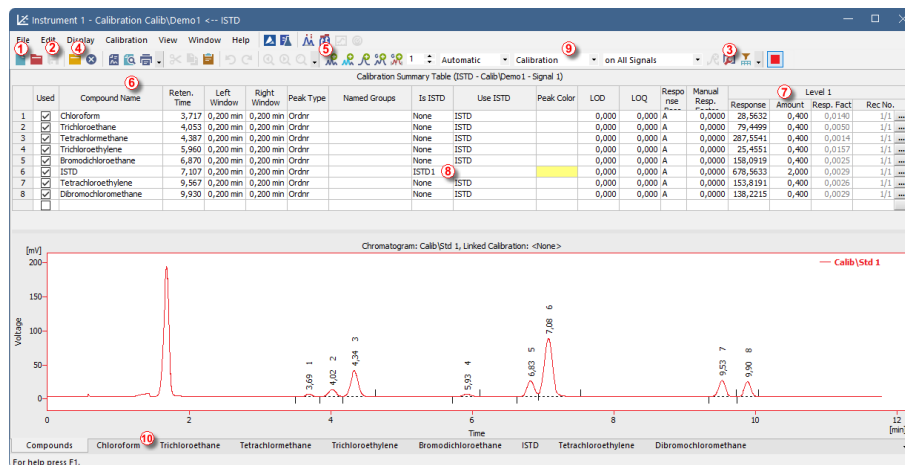 Instrument 1 - Calibration Calib\Demo1 <-- ISTD
File Edit Display Calibration View Window Help
1 2 4 5 9 3
1 Automatic Calibration on All Signals
6 Calibration Summary Table (ISTD - Calib\Demo1 - Signal 1)
Used Compound Name Reten. Time Left Window Right Window Peak Type Named Groups Is ISTD Use ISTD Peak Color LOD LOQ Respo nse Manual Resp. 7 Level 1
Response Amount Resp. Fact Rec No.
1 Chloroform 3,717 0,200 min 0,200 min Ordnr None ISTD 0,000 0,000 A 0,0000 28,5632 0,400 0,0140 1/1 ...
2 Trichloroethane 4,053 0,200 min 0,200 min Ordnr None ISTD 0,000 0,000 A 0,0000 79,4499 0,400 0,0050 1/1 ...
3 Tetrachlormethane 4,387 0,200 min 0,200 min Ordnr None ISTD 0,000 0,000 A 0,0000 287,5541 0,400 0,0014 1/1 ...
4 Trichloroethylene 5,960 0,200 min 0,200 min Ordnr None ISTD 0,000 0,000 A 0,0000 25,4551 0,400 0,0157 1/1 ...
5 Bromodichloroethane 6,870 0,200 min 0,200 min Ordnr None ISTD 0,000 0,000 A 0,0000 158,0919 0,400 0,0025 1/1 ...
6 ISTD 7,107 0,200 min 0,200 min Ordnr ISTD1 8 0,000 0,000 A 0,0000 678,5633 2,000 0,0029 1/1 ...
7 Tetrachloroethylene 9,567 0,200 min 0,200 min Ordnr None ISTD 0,000 0,000 A 0,0000 153,8191 0,400 0,0026 1/1 ...
8 Dibromochloromethane 9,930 0,200 min 0,200 min Ordnr None ISTD 0,000 0,000 A 0,0000 138,2215 0,400 0,0029 1/1 ...
Chromatogram: Calib\Std 1, Linked Calibration: <None>
[mV]
200
150
100
50
0
Voltage
Calib\Std 1
3,69 1
4,02 2
4,34 3
5,93 4
6,83 5
7,08 6
9,53 7
9,90 8
0 2 4 6 8 10 12
Time [min]
10
Compounds Chloroform Trichloroethane Tetrachlormethane Trichloroethylene Bromodichloroethane ISTD Tetrachloroethylene Dibromochloromethane
For help press F1.